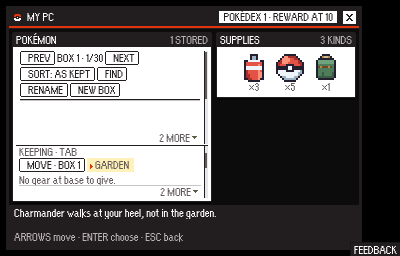 MY PC
POKÉDEX 1 · REWARD AT 10 X
POKÉMON 1 STORED
PREV BOX 1 · 1/30 NEXT
SORT: AS KEPT FIND
RENAME NEW BOX
2 MORE
KEEPING · TAB
MOVE · BOX 1 GARDEN
No gear at base to give.
2 MORE
SUPPLIES 3 KINDS
×3 ×5 ×1
Charmander walks at your heel, not in the garden.
ARROWS move · ENTER choose · ESC back
FEEDBACK